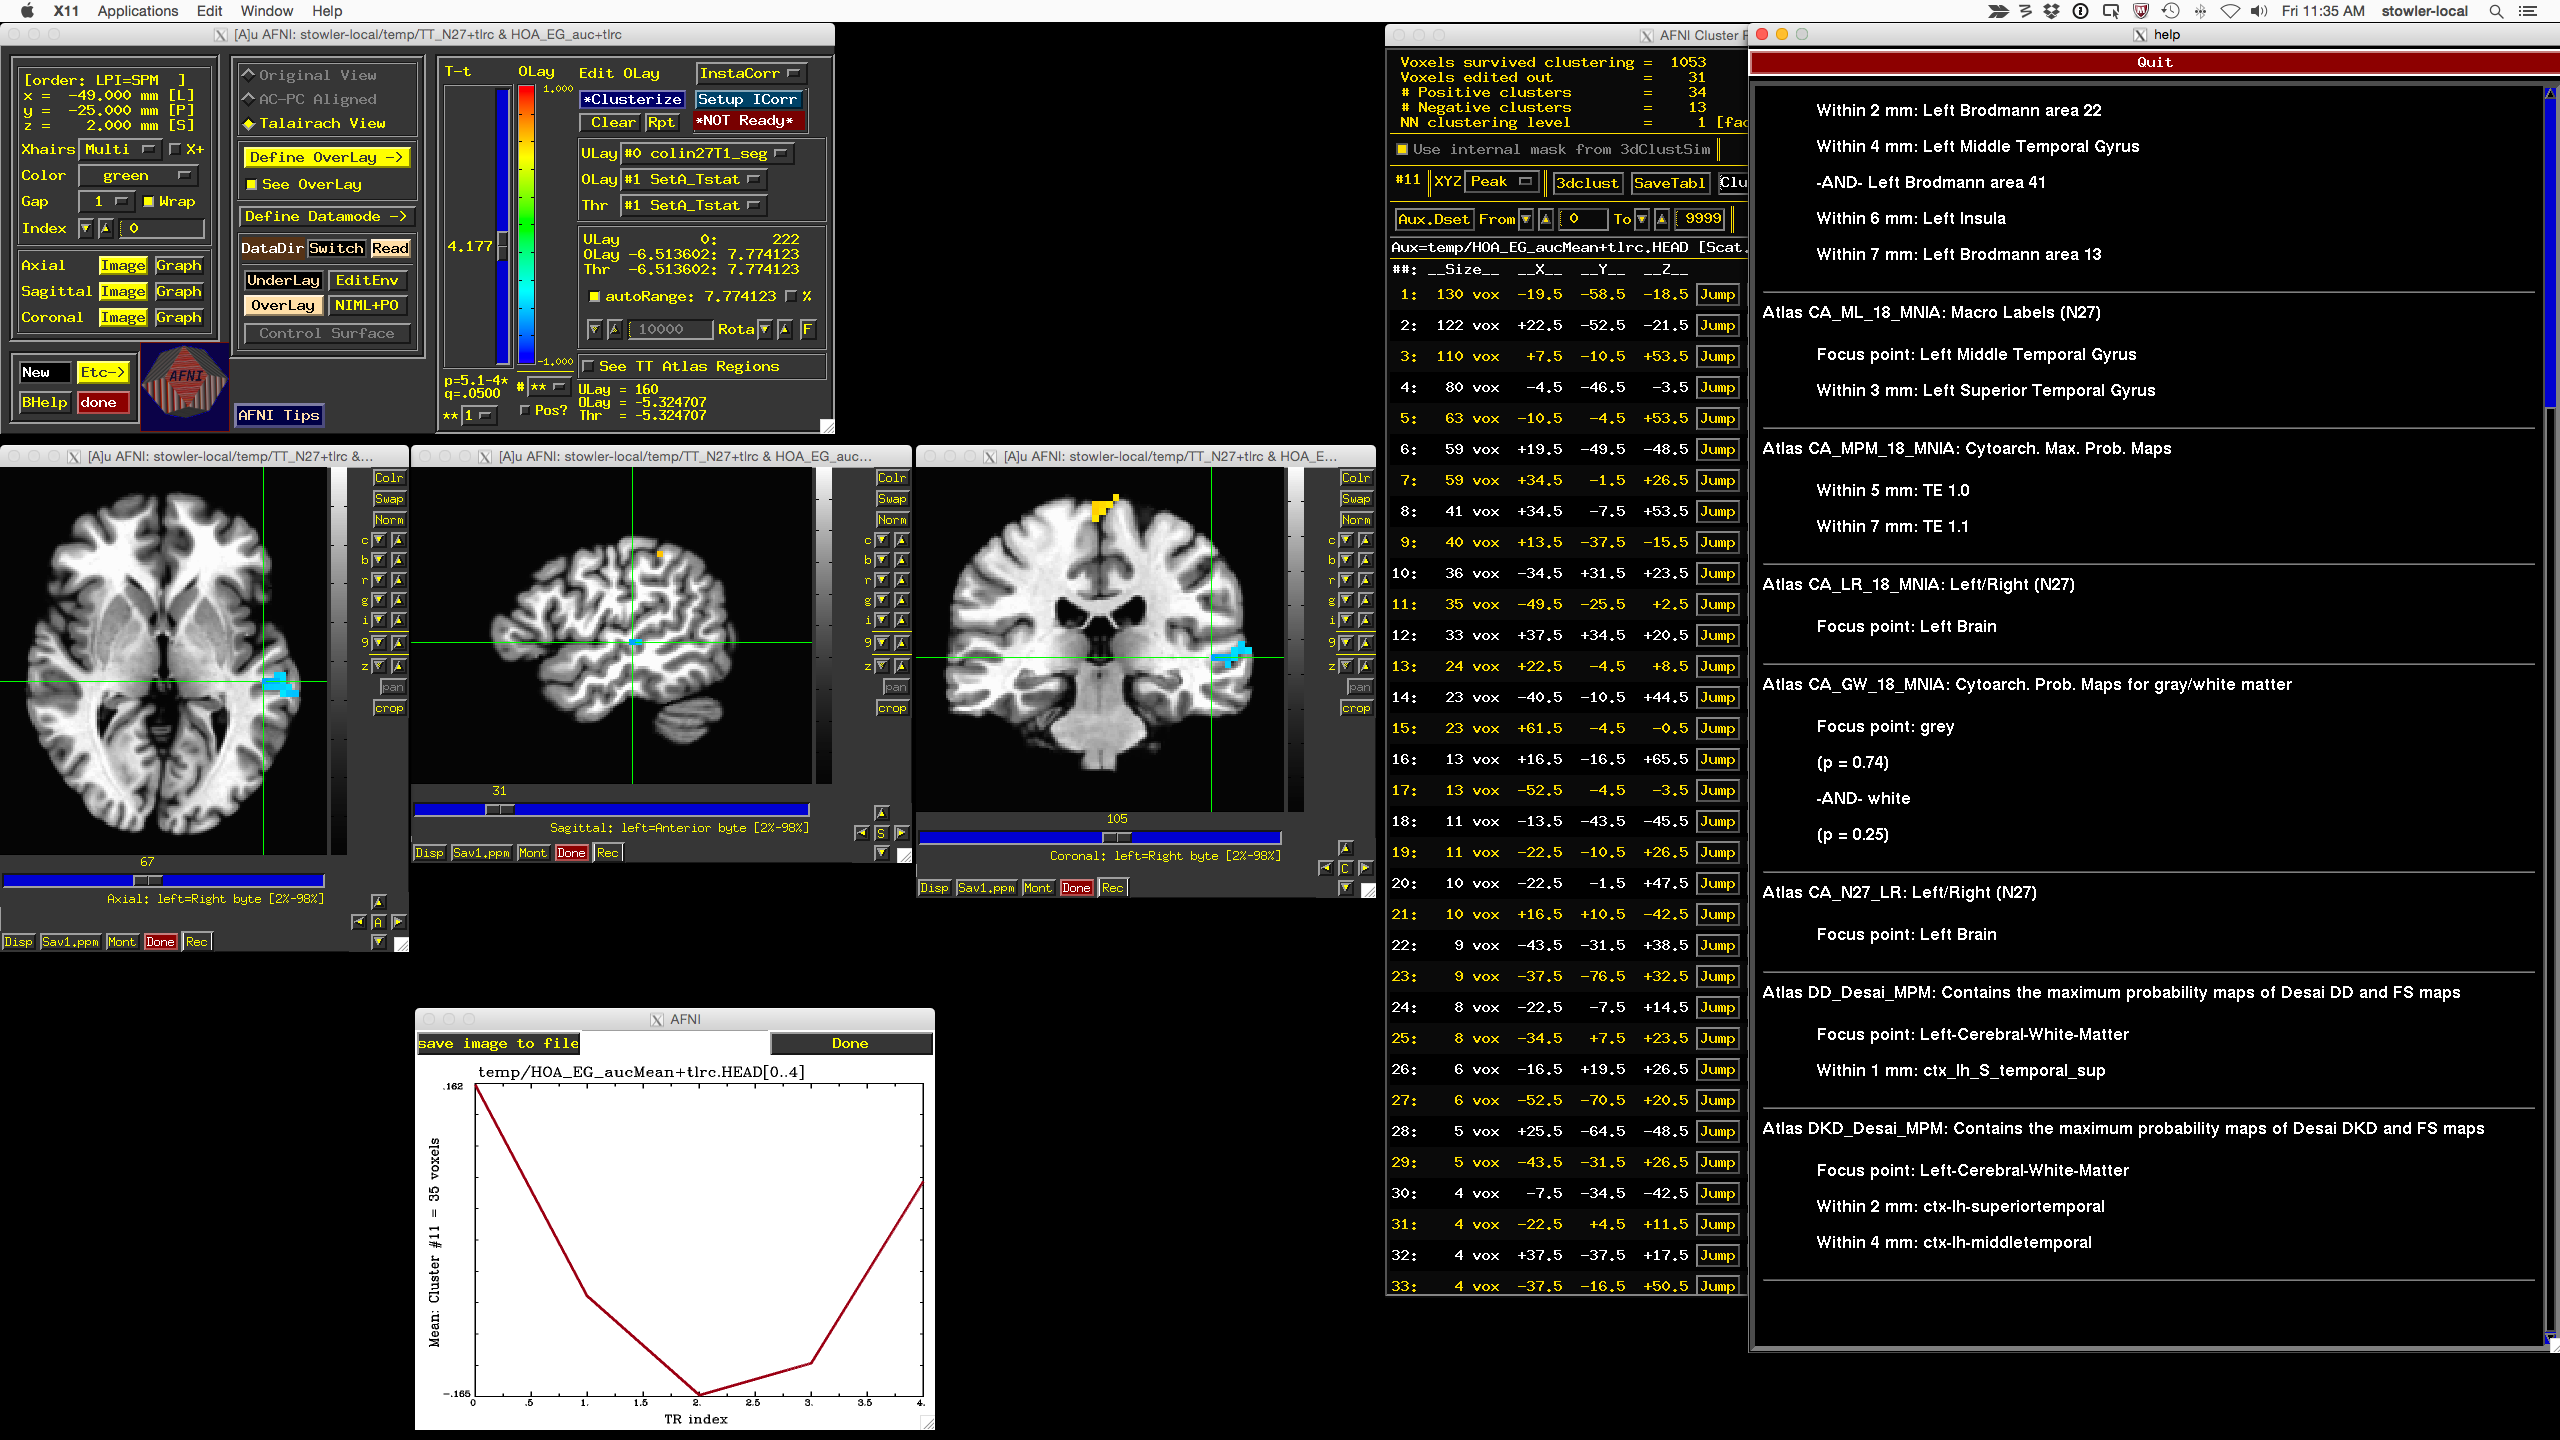 X11 Applications Edit Window Help
Fri 11:35 AM stowler-local
[A]u AFNI: stowler-local/temp/TT_N27+tlrc & HOA_EG_auc+tlrc
[order: LPI=SPM ]
x = -49.000 mm [L]
y = -25.000 mm [P]
z = 2.000 mm [S]
Xhairs Multi X+
Color green
Gap 1 Wrap
Index 0
Axial Image Graph
Sagittal Image Graph
Coronal Image Graph
New Etc->
BHelp done
AFNI
Original View
AC-PC Aligned
Talairach View
Define OverLay ->
See OverLay
Define Datamode ->
DataDir Switch Read
UnderLay EditEnv
OverLay NIML+PO
Control Surface
AFNI Tips
T-t
4.177
p=5.1-4*
q=.0500
** 1
OLay
1.000
-1.000
# **
Pos?
Edit OLay InstaCorr
*Clusterize Setup ICorr
Clear Rpt *NOT Ready*
ULay #0 colin27T1_seg
OLay #1 SetA_Tstat
Thr #1 SetA_Tstat
ULay 0: 222
OLay -6.513602: 7.774123
Thr -6.513602: 7.774123
autoRange: 7.774123 %
10000 Rota F
See TT Atlas Regions
ULay = 160
OLay = -5.324707
Thr = -5.324707
[A]u AFNI: stowler-local/temp/TT_N27+tlrc &...
Colr
Swap
Norm
c
b
r
g
i
9
z
pan
crop
67
Axial: left=Right byte [2%-98%]
A
Disp Sav1.ppm Mont Done Rec
[A]u AFNI: stowler-local/temp/TT_N27+tlrc & HOA_EG_auc...
Colr
Swap
Norm
c
b
r
g
i
9
z
pan
crop
31
Sagittal: left=Anterior byte [2%-98%]
S
Disp Sav1.ppm Mont Done Rec
[A]u AFNI: stowler-local/temp/TT_N27+tlrc & HOA_E...
Colr
Swap
Norm
c
b
r
g
i
9
z
pan
crop
105
Coronal: left=Right byte [2%-98%]
C
Disp Sav1.ppm Mont Done Rec
AFNI
save image to file Done
temp/HOA_EG_aucMean+tlrc.HEAD[0..4]
.162
-.165
Mean: Cluster #11 = 35 voxels
0 .5 1. 1.5 2. 2.5 3. 3.5 4.
TR index
AFNI Cluster R
Voxels survived clustering = 1053
Voxels edited out = 31
# Positive clusters = 34
# Negative clusters = 13
NN clustering level = 1 [fac
Use internal mask from 3dClustSim
#11 XYZ Peak 3dclust SaveTabl Clu
Aux.Dset From 0 To 9999
Aux=temp/HOA_EG_aucMean+tlrc.HEAD [Scat.
##: __Size__ __X__ __Y__ __Z__
1: 130 vox -19.5 -58.5 -18.5 Jump
2: 122 vox +22.5 -52.5 -21.5 Jump
3: 110 vox +7.5 -10.5 +53.5 Jump
4: 80 vox -4.5 -46.5 -3.5 Jump
5: 63 vox -10.5 -4.5 +53.5 Jump
6: 59 vox +19.5 -49.5 -48.5 Jump
7: 59 vox +34.5 -1.5 +26.5 Jump
8: 41 vox +34.5 -7.5 +53.5 Jump
9: 40 vox +13.5 -37.5 -15.5 Jump
10: 36 vox -34.5 +31.5 +23.5 Jump
11: 35 vox -49.5 -25.5 +2.5 Jump
12: 33 vox +37.5 +34.5 +20.5 Jump
13: 24 vox +22.5 -4.5 +8.5 Jump
14: 23 vox -40.5 -10.5 +44.5 Jump
15: 23 vox +61.5 -4.5 -0.5 Jump
16: 13 vox +16.5 -16.5 +65.5 Jump
17: 13 vox -52.5 -4.5 -3.5 Jump
18: 11 vox -13.5 -43.5 -45.5 Jump
19: 11 vox -22.5 -10.5 +26.5 Jump
20: 10 vox -22.5 -1.5 +47.5 Jump
21: 10 vox +16.5 +10.5 -42.5 Jump
22: 9 vox -43.5 -31.5 +38.5 Jump
23: 9 vox -37.5 -76.5 +32.5 Jump
24: 8 vox -22.5 -7.5 +14.5 Jump
25: 8 vox -34.5 +7.5 +23.5 Jump
26: 6 vox -16.5 +19.5 +26.5 Jump
27: 6 vox -52.5 -70.5 +20.5 Jump
28: 5 vox +25.5 -64.5 -48.5 Jump
29: 5 vox -43.5 -31.5 +26.5 Jump
30: 4 vox -7.5 -34.5 -42.5 Jump
31: 4 vox -22.5 +4.5 +11.5 Jump
32: 4 vox +37.5 -37.5 +17.5 Jump
33: 4 vox -37.5 -16.5 +50.5 Jump
help
Quit
Within 2 mm: Left Brodmann area 22
Within 4 mm: Left Middle Temporal Gyrus
-AND- Left Brodmann area 41
Within 6 mm: Left Insula
Within 7 mm: Left Brodmann area 13
Atlas CA_ML_18_MNIA: Macro Labels (N27)
Focus point: Left Middle Temporal Gyrus
Within 3 mm: Left Superior Temporal Gyrus
Atlas CA_MPM_18_MNIA: Cytoarch. Max. Prob. Maps
Within 5 mm: TE 1.0
Within 7 mm: TE 1.1
Atlas CA_LR_18_MNIA: Left/Right (N27)
Focus point: Left Brain
Atlas CA_GW_18_MNIA: Cytoarch. Prob. Maps for gray/white matter
Focus point: grey
(p = 0.74)
-AND- white
(p = 0.25)
Atlas CA_N27_LR: Left/Right (N27)
Focus point: Left Brain
Atlas DD_Desai_MPM: Contains the maximum probability maps of Desai DD and FS maps
Focus point: Left-Cerebral-White-Matter
Within 1 mm: ctx_lh_S_temporal_sup
Atlas DKD_Desai_MPM: Contains the maximum probability maps of Desai DKD and FS maps
Focus point: Left-Cerebral-White-Matter
Within 2 mm: ctx-lh-superiortemporal
Within 4 mm: ctx-lh-middletemporal